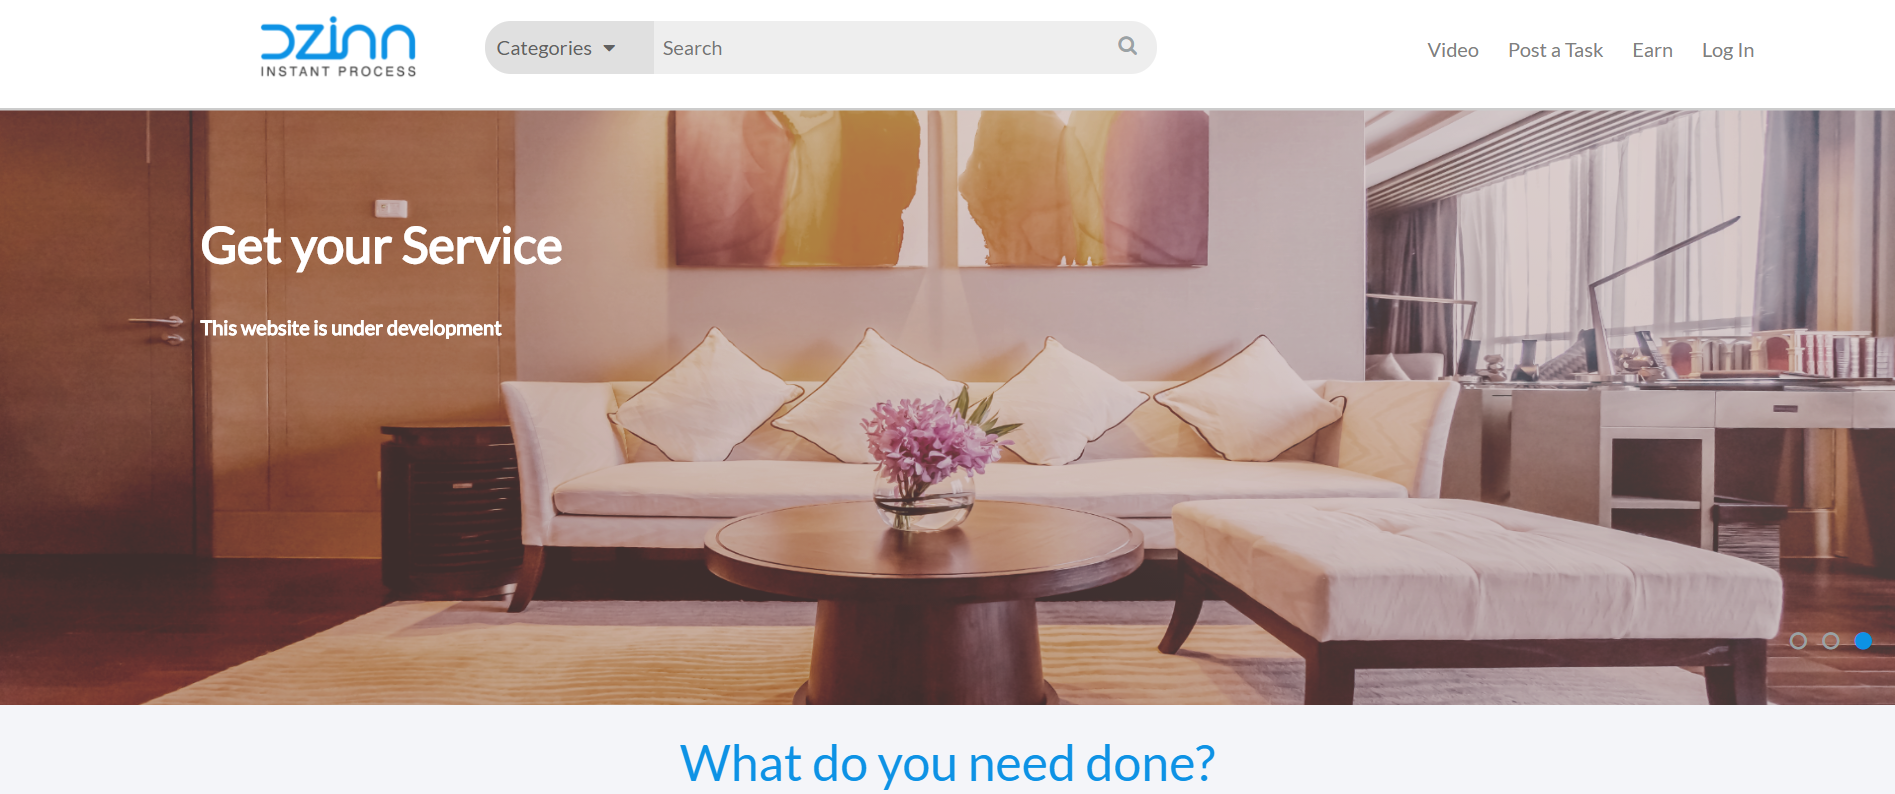 DZINN
INSTANT PROCESS
Categories
Search
Video
Post a Task
Earn
Log In
Get your Service
This website is under development
What do you need done?